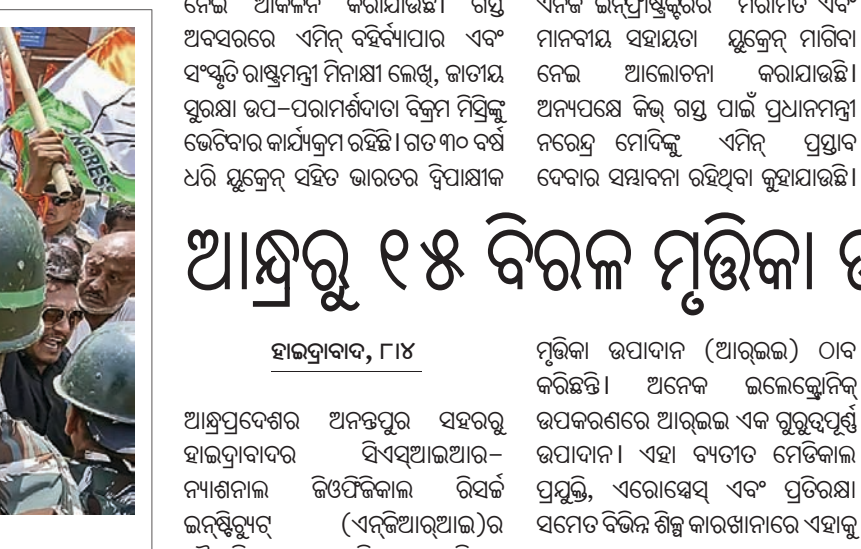 ନେଇ ଆକଳନ କରାଯାଉଛି। ଗସ୍ତ
ଅବସରରେ ଏମିନ୍ ବହିର୍ବ୍ୟାପାର ଏବଂ
ସଂସ୍କୃତି ରାଷ୍ଟ୍ରମନ୍ତ୍ରୀ ମିନାକ୍ଷୀ ଲେଖି, ଜାତୀୟ
ସୁରକ୍ଷା ଉପ-ପରାମର୍ଶଦାତା ବିକ୍ରମ ମିସ୍ରିଙ୍କୁ
ଭେଟିବାର କାର୍ଯ୍ୟକ୍ରମ ରହିଛି। ଗତ ୩୦ ବର୍ଷ
ଧରି ୟୁକ୍ରେନ୍ ସହିତ ଭାରତର ଦ୍ୱିପାକ୍ଷୀକ
ଏନର୍ଜି ଇନ୍‌ଫ୍ରାଷ୍ଟ୍ରକ୍ଚରର ମରାମତି ଏବଂ
ମାନବୀୟ ସହାୟତା ୟୁକ୍ରେନ୍ ମାଗିବା
ନେଇ ଆଲୋଚନା କରାଯାଉଛି।
ଅନ୍ୟପକ୍ଷେ କିଭ୍ ଗସ୍ତ ପାଇଁ ପ୍ରଧାନମନ୍ତ୍ରୀ
ନରେନ୍ଦ୍ର ମୋଦିଙ୍କୁ ଏମିନ୍ ପ୍ରସ୍ତାବ
ଦେବାର ସମ୍ଭାବନା ରହିଥିବା କୁହାଯାଉଛି।
ଆନ୍ଧ୍ରରୁ ୧୫ ବିରଳ ମୃତ୍ତିକା
ହାଇଦ୍ରାବାଦ, ୮।୪
ଆନ୍ଧ୍ରପ୍ରଦେଶର ଅନନ୍ତପୁର ସହରରୁ
ହାଇଦ୍ରାବାଦର ସିଏସ୍ଆଇଆର-
ନ୍ୟାଶନାଲ ଜିଓଫିଜିକାଲ ରିସର୍ଚ୍ଚ
ଇନ୍‌ଷ୍ଟିଚ୍ୟୁଟ୍ (ଏନ୍‌ଜିଆର୍‌ଆଇ)ର
ମୃତ୍ତିକା ଉପାଦାନ (ଆର୍‌ଇଇ) ଠାବ
କରିଛନ୍ତି। ଅନେକ ଇଲେକ୍ଟ୍ରୋନିକ୍
ଉପକରଣରେ ଆର୍‌ଇଇ ଏକ ଗୁରୁତ୍ୱପୂର୍ଣ୍ଣ
ଉପାଦାନ। ଏହା ବ୍ୟତୀତ ମେଡିକାଲ
ପ୍ରଯୁକ୍ତି, ଏରୋସ୍ପେସ୍ ଏବଂ ପ୍ରତିରକ୍ଷା
ସମେତ ବିଭିନ୍ନ ଶିଳ୍ପ କାରଖାନାରେ ଏହାକୁ